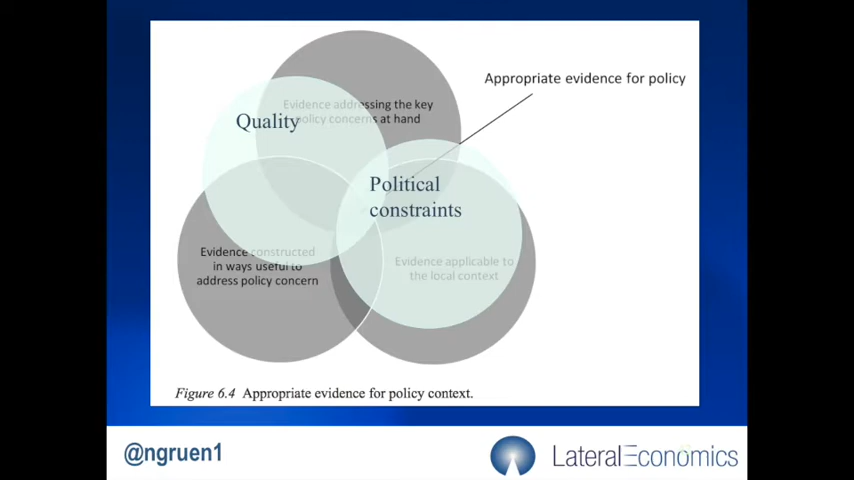 Appropriate evidence for policy
Evidence addressing the key
policy concerns at hand
Quality
Political
constraints
Evidence constructed
in ways useful to
address policy concern
Evidence applicable to
the local context
Figure 6.4 Appropriate evidence for policy context.
@ngruen1
LateralEconomics